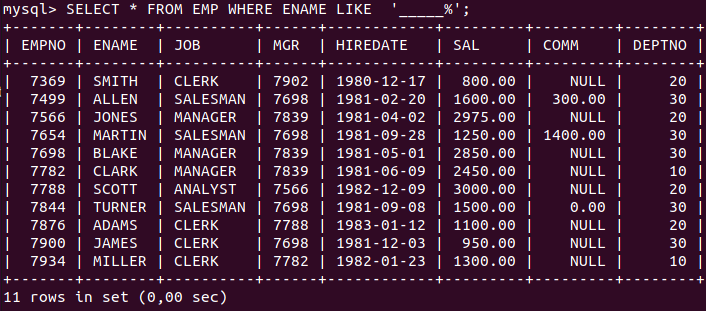 mysql> SELECT * FROM EMP WHERE ENAME LIKE  '_____%';
+-------+--------+----------+------+------------+---------+---------+--------+
| EMPNO | ENAME  | JOB      | MGR  | HIREDATE   | SAL     | COMM    | DEPTNO |
+-------+--------+----------+------+------------+---------+---------+--------+
|  7369 | SMITH  | CLERK    | 7902 | 1980-12-17 |  800.00 |    NULL |     20 |
|  7499 | ALLEN  | SALESMAN | 7698 | 1981-02-20 | 1600.00 |  300.00 |     30 |
|  7566 | JONES  | MANAGER  | 7839 | 1981-04-02 | 2975.00 |    NULL |     20 |
|  7654 | MARTIN | SALESMAN | 7698 | 1981-09-28 | 1250.00 | 1400.00 |     30 |
|  7698 | BLAKE  | MANAGER  | 7839 | 1981-05-01 | 2850.00 |    NULL |     30 |
|  7782 | CLARK  | MANAGER  | 7839 | 1981-06-09 | 2450.00 |    NULL |     10 |
|  7788 | SCOTT  | ANALYST  | 7566 | 1982-12-09 | 3000.00 |    NULL |     20 |
|  7844 | TURNER | SALESMAN | 7698 | 1981-09-08 | 1500.00 |    0.00 |     30 |
|  7876 | ADAMS  | CLERK    | 7788 | 1983-01-12 | 1100.00 |    NULL |     20 |
|  7900 | JAMES  | CLERK    | 7698 | 1981-12-03 |  950.00 |    NULL |     30 |
|  7934 | MILLER | CLERK    | 7782 | 1982-01-23 | 1300.00 |    NULL |     10 |
+-------+--------+----------+------+------------+---------+---------+--------+
11 rows in set (0,00 sec)